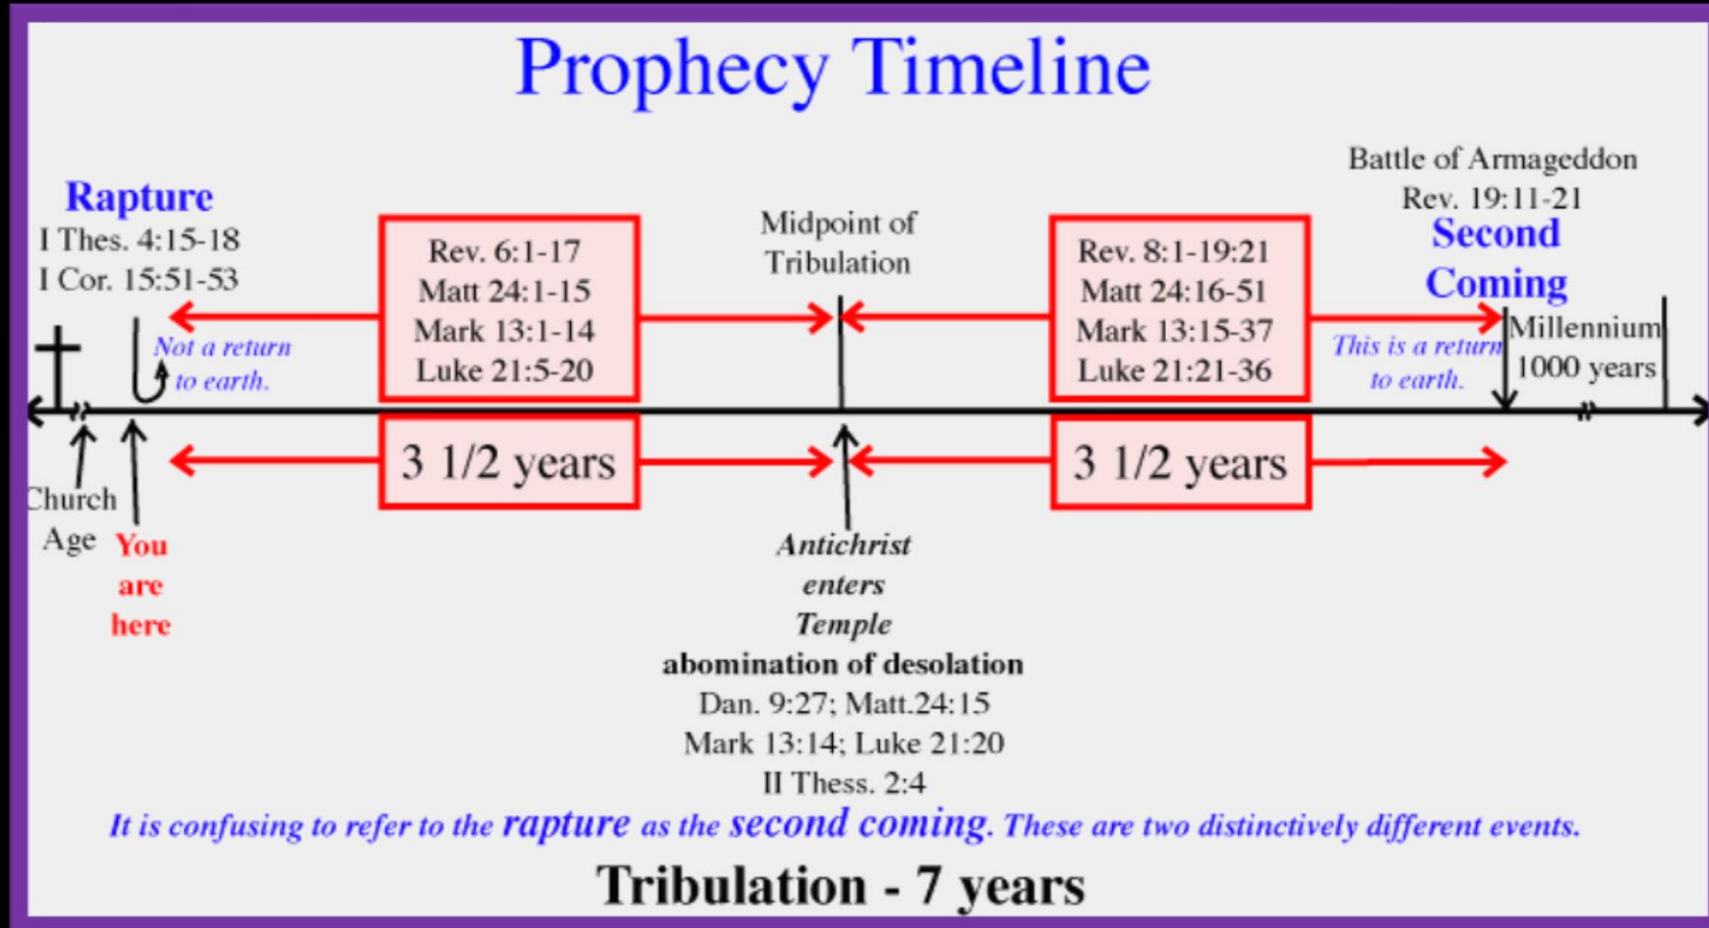 Prophecy Timeline
Rapture
I Thes. 4:15-18
I Cor. 15:51-53
Not a return
to earth.
Rev. 6:1-17
Matt 24:1-15
Mark 13:1-14
Luke 21:5-20
Midpoint of
Tribulation
Rev. 8:1-19:21
Matt 24:16-51
Mark 13:15-37
Luke 21:21-36
Battle of Armageddon
Rev. 19:11-21
Second
Coming
This is a return
to earth.
Millennium
1000 years
Church
Age
You
are
here
3 1/2 years
3 1/2 years
Antichrist
enters
Temple
abomination of desolation
Dan. 9:27; Matt.24:15
Mark 13:14; Luke 21:20
II Thess. 2:4
It is confusing to refer to the rapture as the second coming. These are two distinctively different events.
Tribulation - 7 years